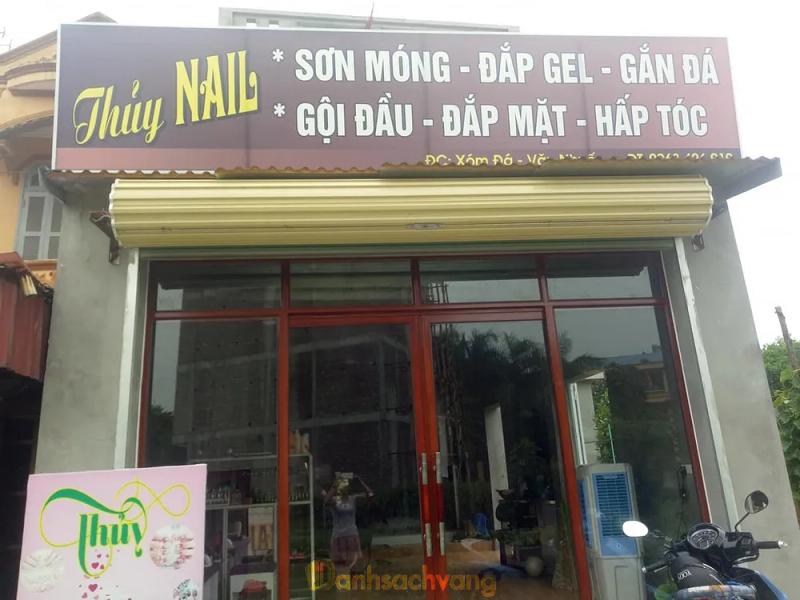 Thủy NAIL
* SƠN MÓNG - ĐẮP GEL - GẮN ĐÁ
* GỘI ĐẦU - ĐẮP MẶT - HẤP TÓC
ĐC: Xóm Đá -
Thủy
Danhsachvang